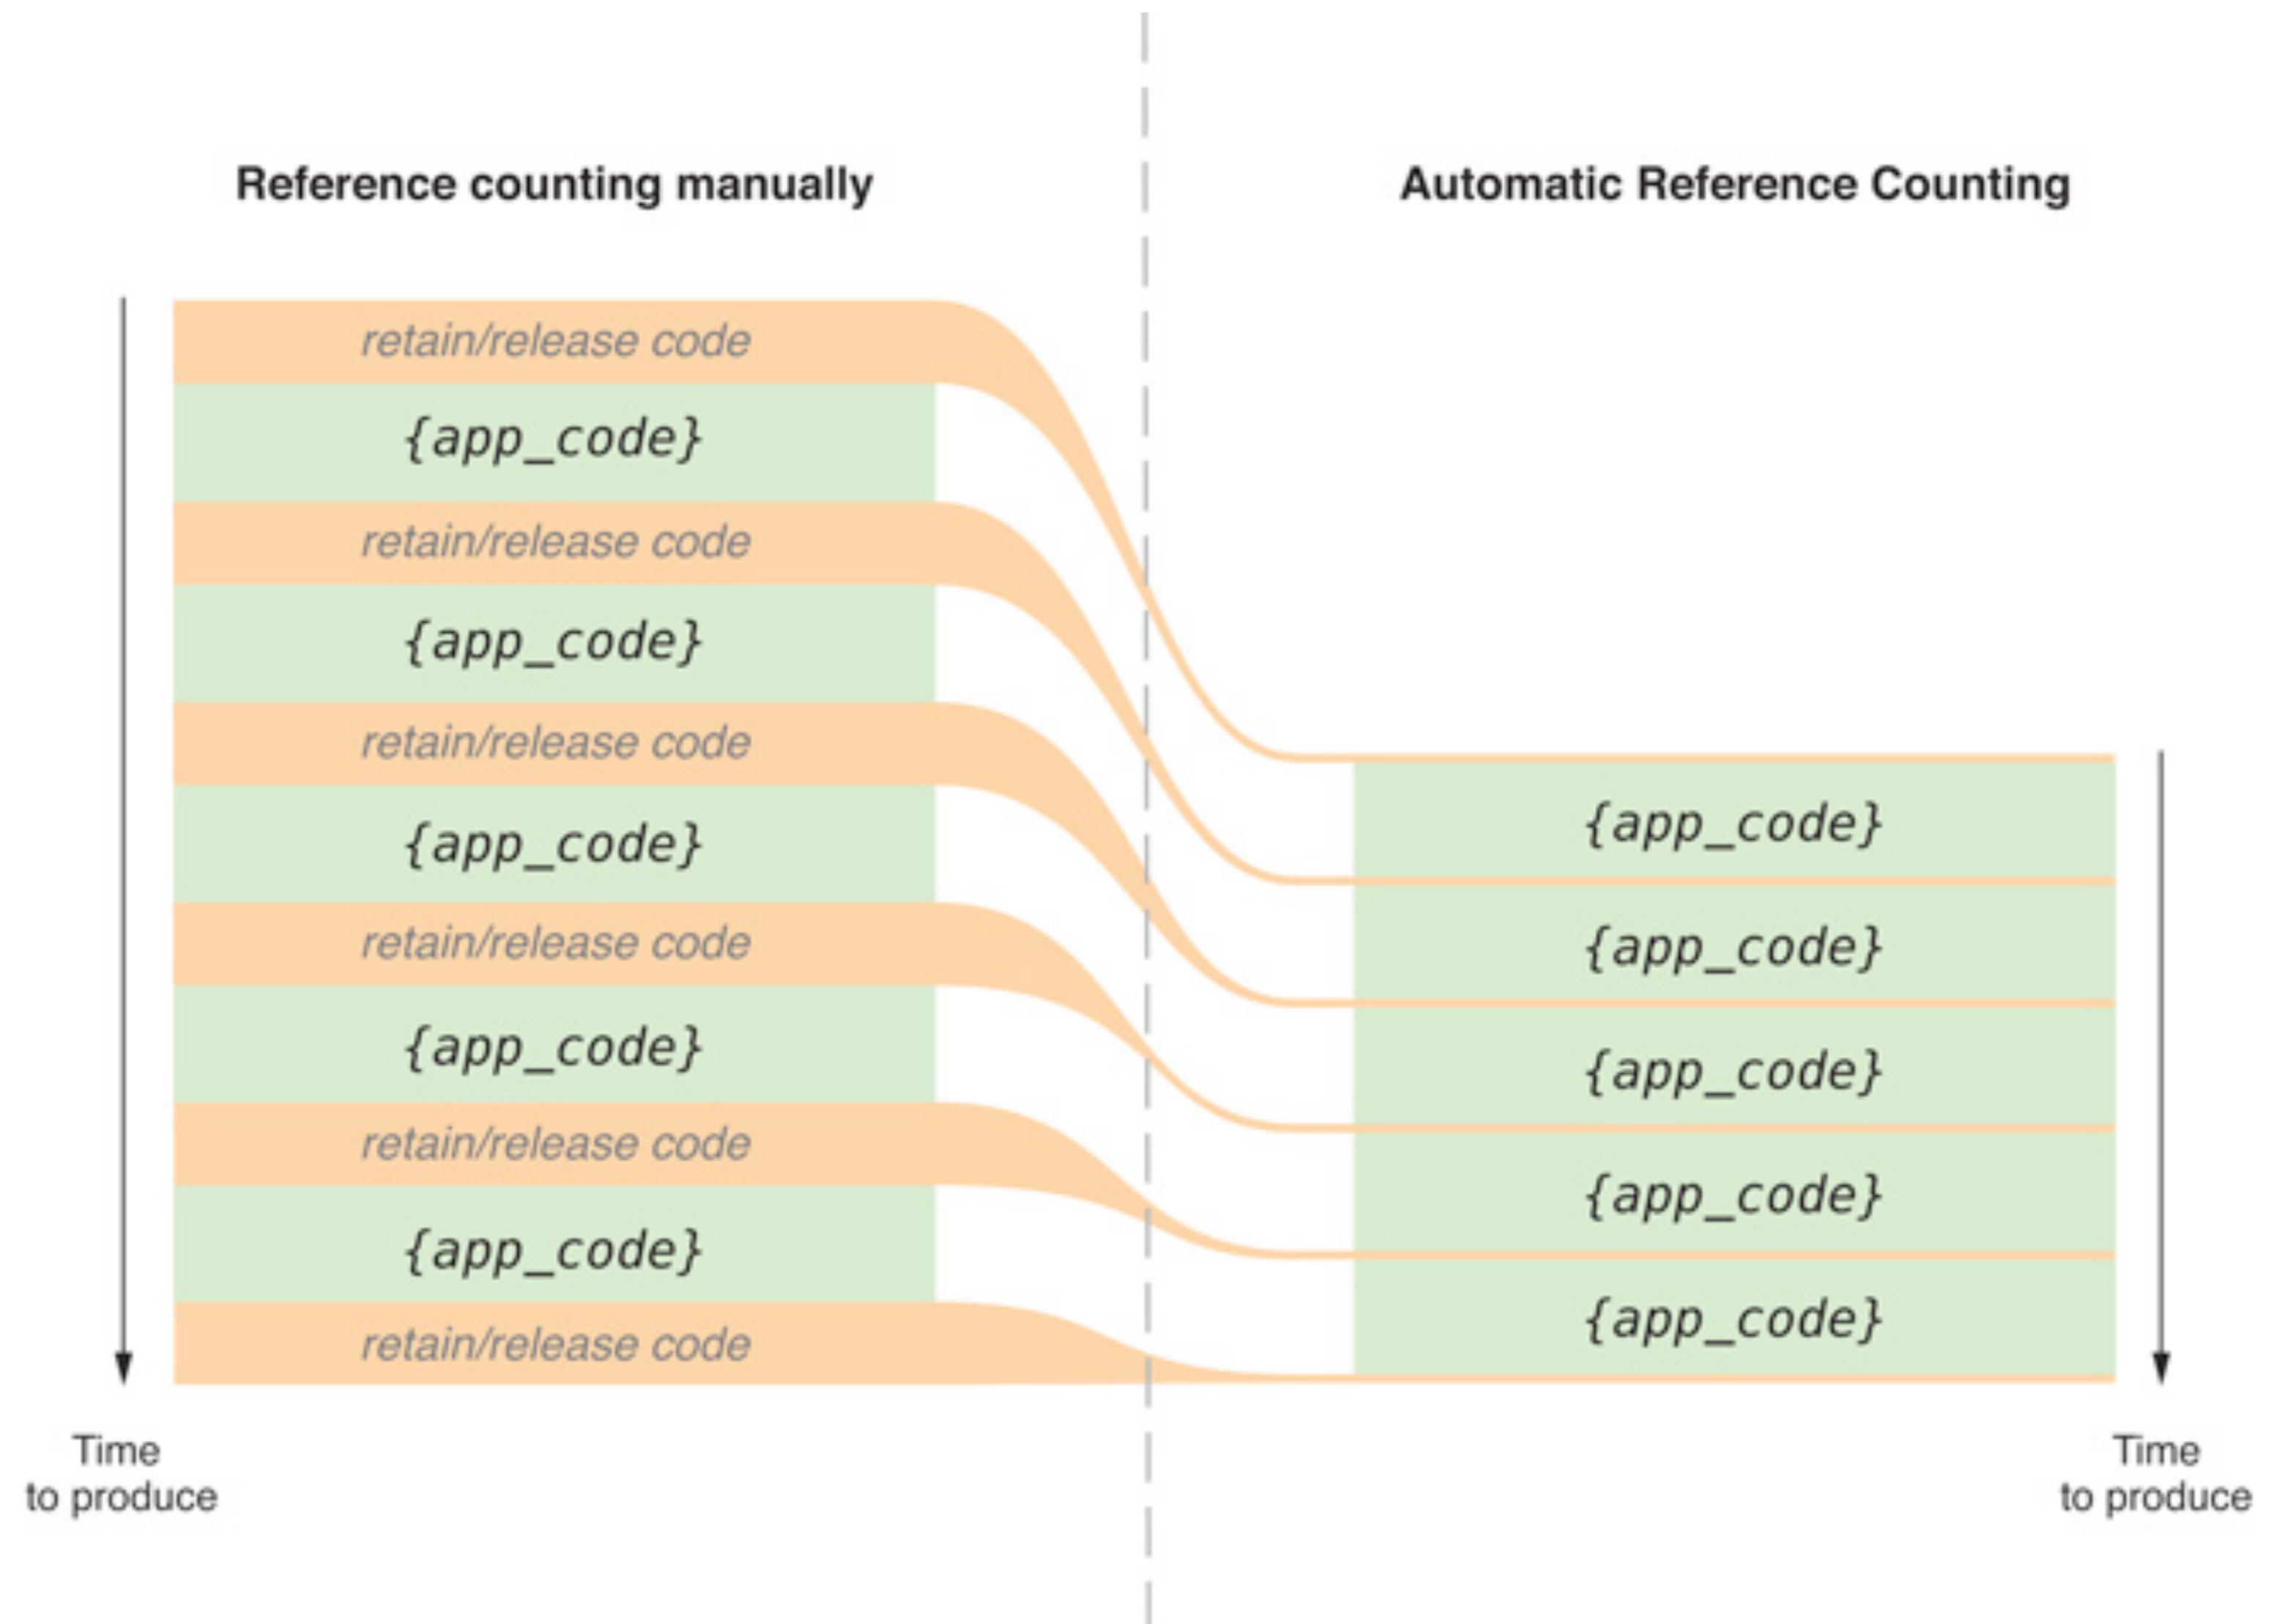 Reference counting manually
retain/release code
{app_code}
retain/release code
{app_code}
retain/release code
{app_code}
retain/release code
{app_code}
retain/release code
{app_code}
retain/release code
Time
to produce
Automatic Reference Counting
{app_code}
{app_code}
{app_code}
{app_code}
{app_code}
Time
to produce